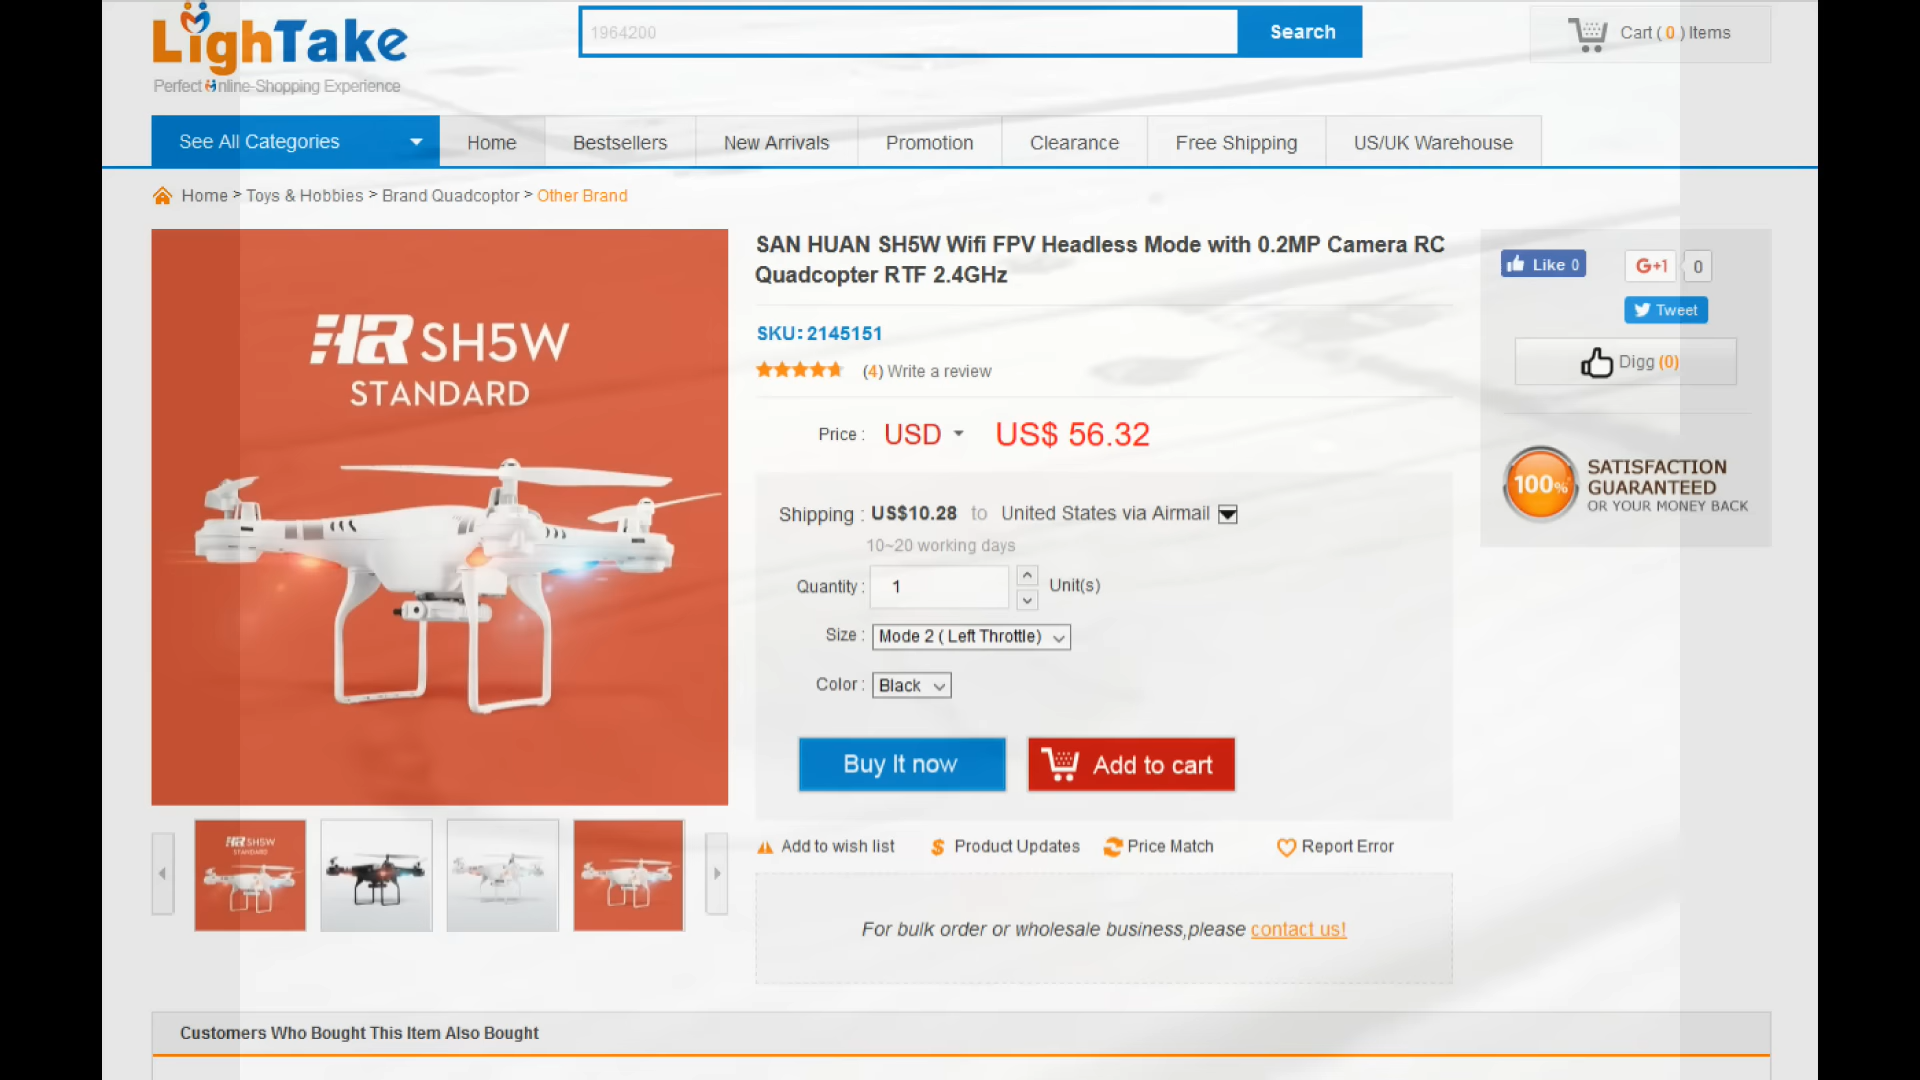 LighTake
Perfect Online-Shopping Experience
1964200
Search
Cart ( 0 ) Items
See All Categories
Home
Bestsellers
New Arrivals
Promotion
Clearance
Free Shipping
US/UK Warehouse
Home > Toys & Hobbies > Brand Quadcoptor > Other Brand
HR SH5W
STANDARD
SAN HUAN SH5W Wifi FPV Headless Mode with 0.2MP Camera RC
Quadcopter RTF 2.4GHz
SKU: 2145151
(4) Write a review
Price : USD US$ 56.32
Shipping : US$10.28 to United States via Airmail
10~20 working days
Quantity : 1 Unit(s)
Size : Mode 2 ( Left Throttle)
Color : Black
Buy It now
Add to cart
Add to wish list
Product Updates
Price Match
Report Error
For bulk order or wholesale business,please contact us!
Like 0
G+1 0
Tweet
Digg (0)
100%
SATISFACTION
GUARANTEED
OR YOUR MONEY BACK
HR SH5W
STANDARD
Customers Who Bought This Item Also Bought